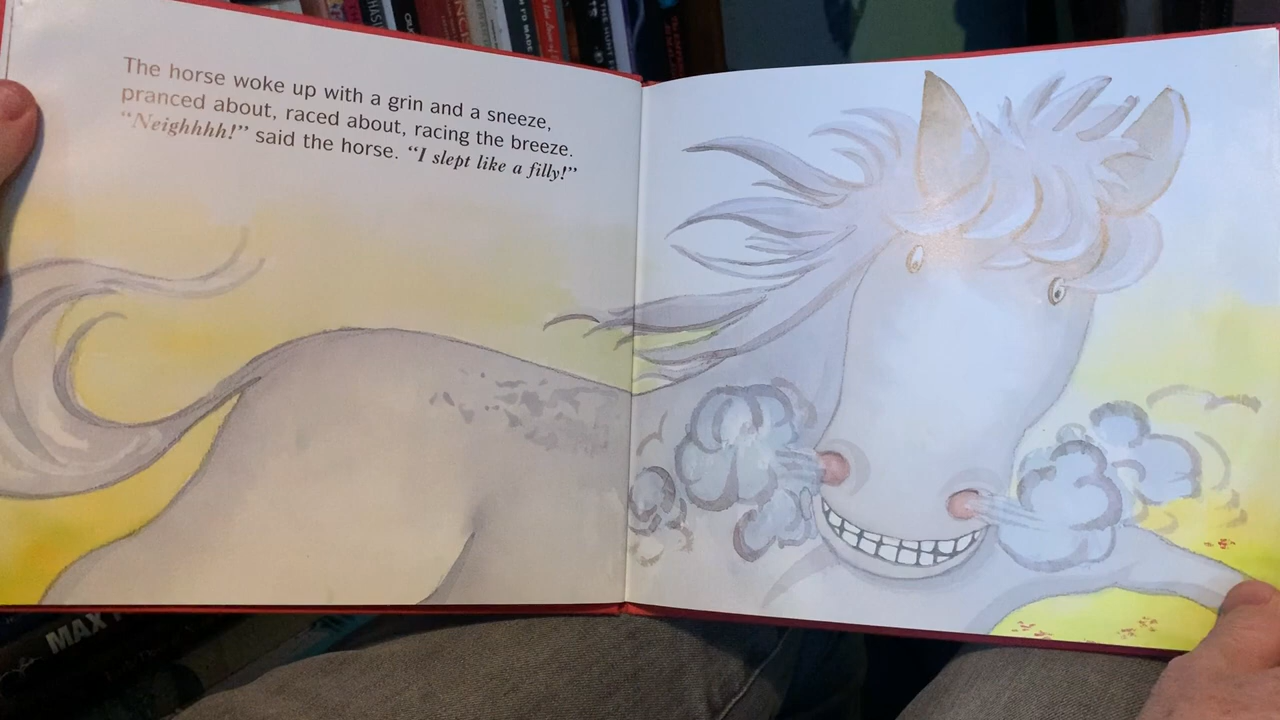 The horse woke up with a grin and a sneeze,
pranced about, raced about, racing the breeze.
“Neighhhh!” said the horse. “I slept like a filly!”
MAX